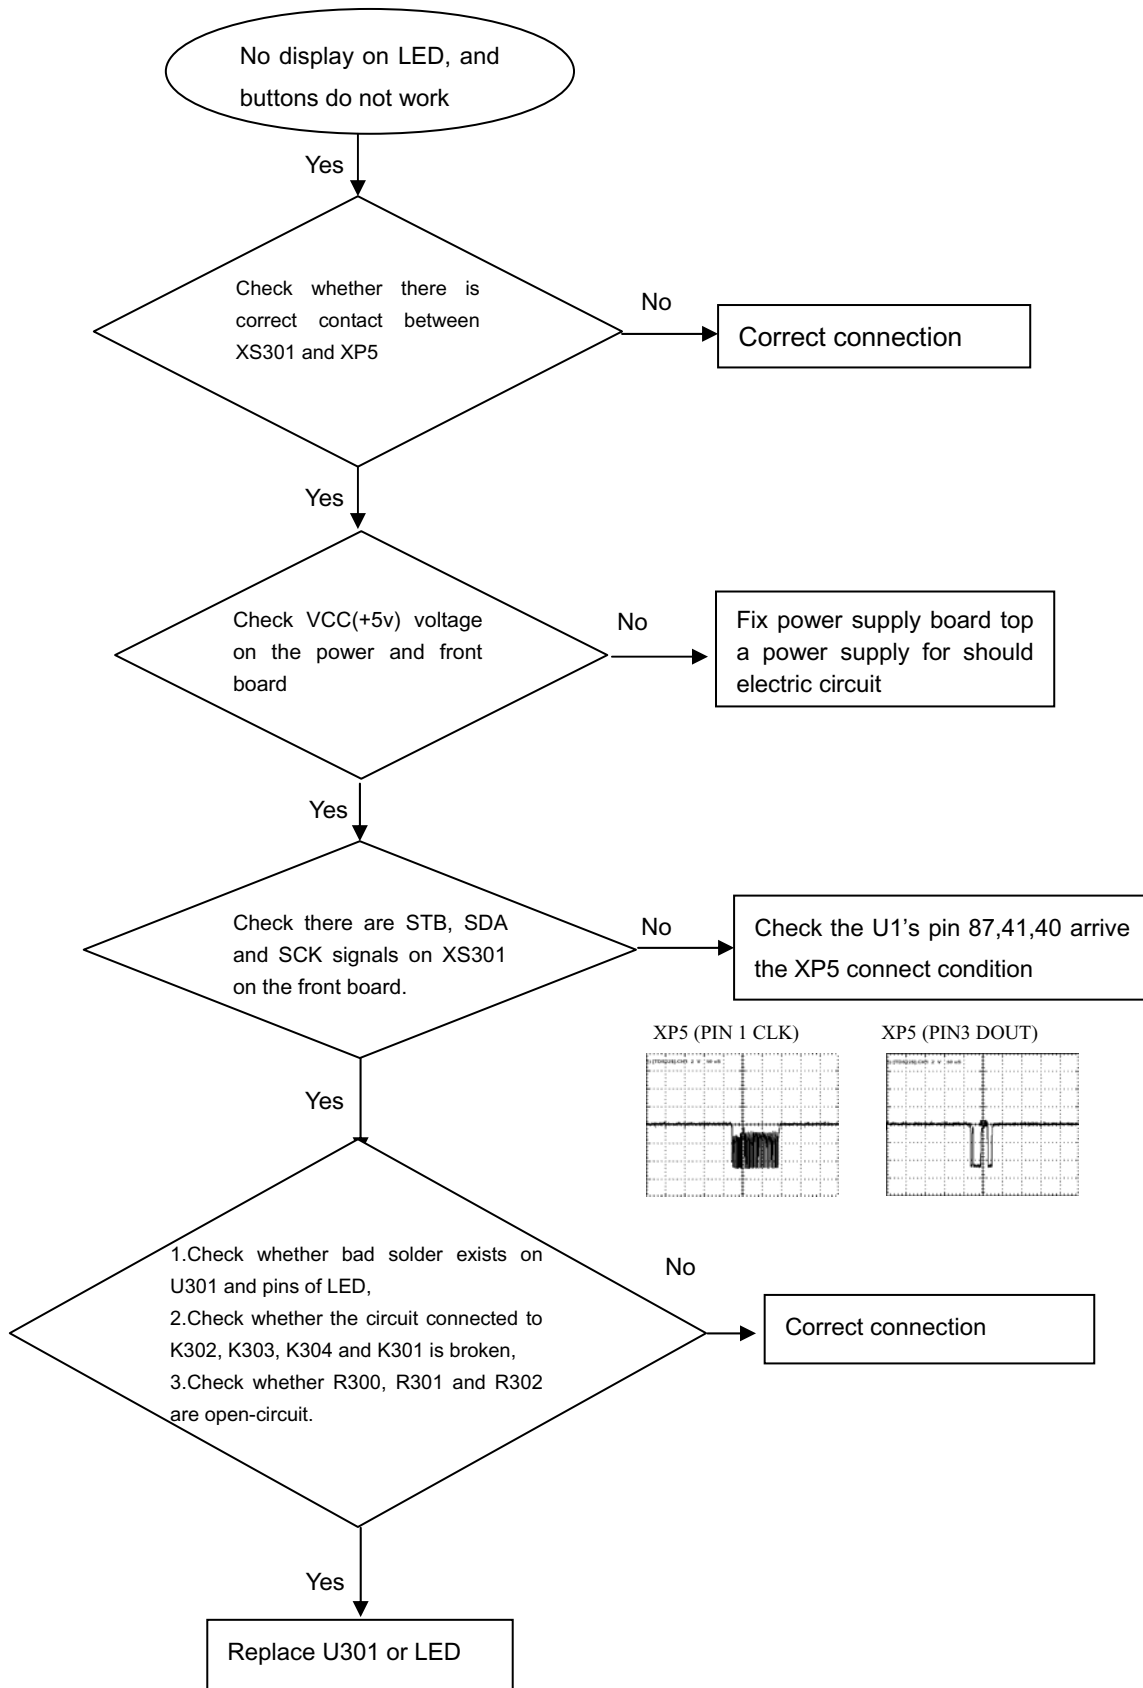 No display on LED, and
buttons do not work
Yes
Check whether there is
correct contact between
XS301 and XP5
No
Correct connection
Yes
Check VCC(+5v) voltage
on the power and front
board
No
Fix power supply board top
a power supply for should
electric circuit
Yes
Check there are STB, SDA
and SCK signals on XS301
on the front board.
No
Check the U1's pin 87,41,40 arrive
the XP5 connect condition
XP5 (PIN 1 CLK)
XP5 (PIN3 DOUT)
Yes
1.Check whether bad solder exists on
U301 and pins of LED,
2.Check whether the circuit connected to
K302, K303, K304 and K301 is broken,
3.Check whether R300, R301 and R302
are open-circuit.
No
Correct connection
Yes
Replace U301 or LED